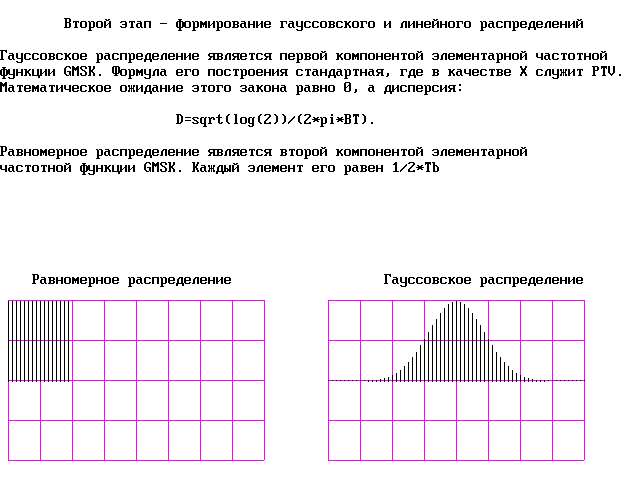 Второй этап - формирование гауссовского и линейного распределений
Гауссовское распределение является первой компонентой элементарной частотной
функции GMSK. Формула его построения стандартная, где в качестве X служит PTV.
Математическое ожидание этого закона равно 0, а дисперсия:
D=sqrt(log(2))/(2*pi*BT).
Равномерное распределение является второй компонентой элементарной
частотной функции GMSK. Каждый элемент его равен 1/2*Tb
Равномерное распределение
Гауссовское распределение